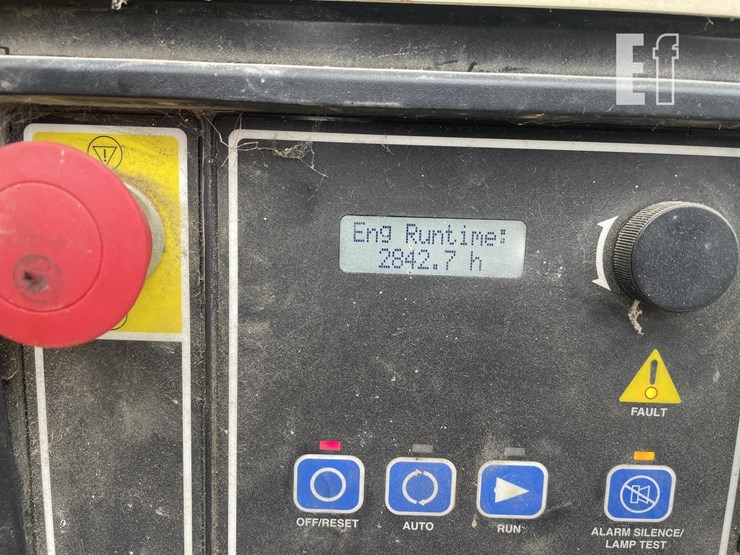 Ef
Eng Runtime:
2842.7 h
FAULT
OFF/RESET
AUTO
RUN
ALARM SILENCE/
LAMP TEST